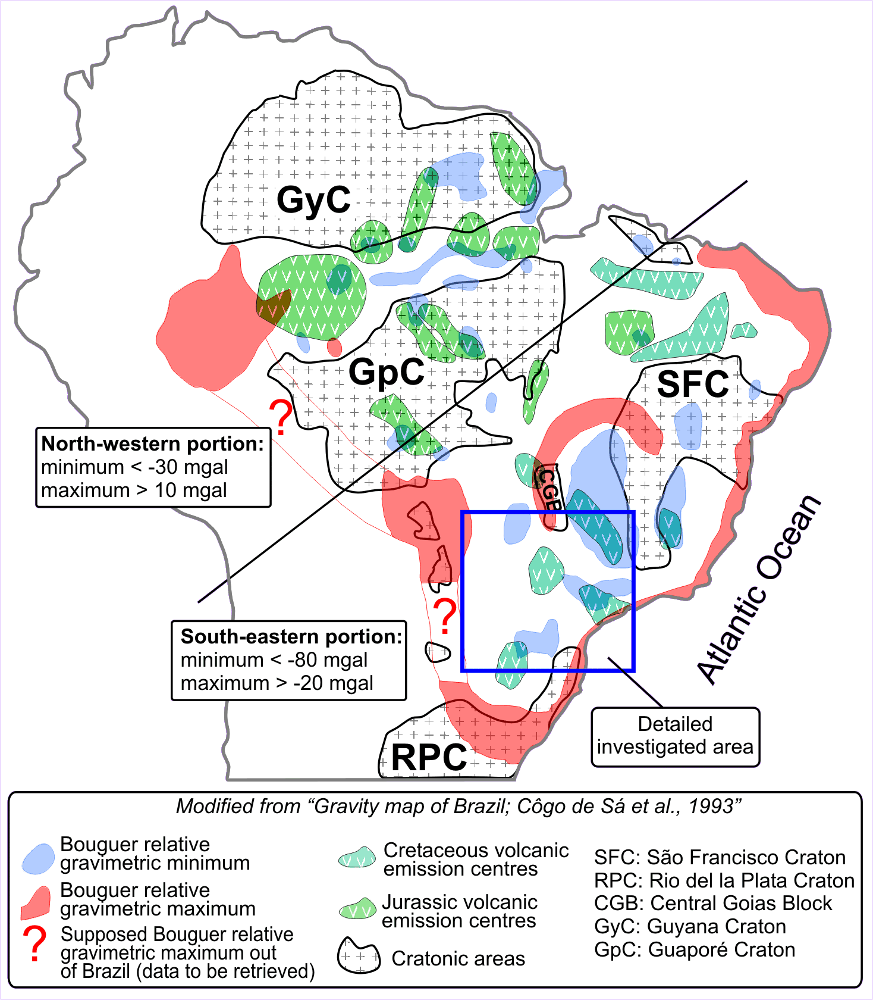 GyC
GpC
SFC
?
North-western portion:
minimum < -30 mgal
maximum > 10 mgal
CGB
Atlantic Ocean
?
South-eastern portion:
minimum < -80 mgal
maximum > -20 mgal
Detailed
investigated area
RPC
Modified from “Gravity map of Brazil; Côgo de Sá et al., 1993”
Bouguer relative
gravimetric minimum
Bouguer relative
gravimetric maximum
? Supposed Bouguer relative
gravimetric maximum out
of Brazil (data to be retrieved)
Cretaceous volcanic
emission centres
Jurassic volcanic
emission centres
Cratonic areas
SFC: São Francisco Craton
RPC: Rio del la Plata Craton
CGB: Central Goias Block
GyC: Guyana Craton
GpC: Guaporé Craton